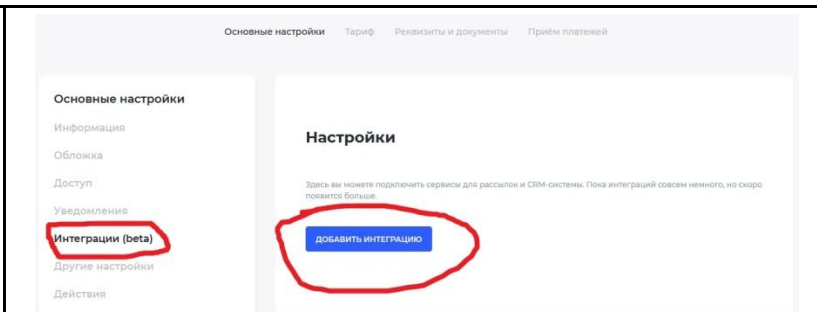 Основные настройки Тариф Реквизиты и документы Приём платежей
Основные настройки
Информация
Обложка
Доступ
Уведомления
Интеграции (beta)
Другие настройки
Действия
Настройки
Здесь вы можете подключить сервисы для рассылок и CRM-системы. Пока интеграций совсем немного, но скоро
появится больше.
ДОБАВИТЬ ИНТЕГРАЦИЮ